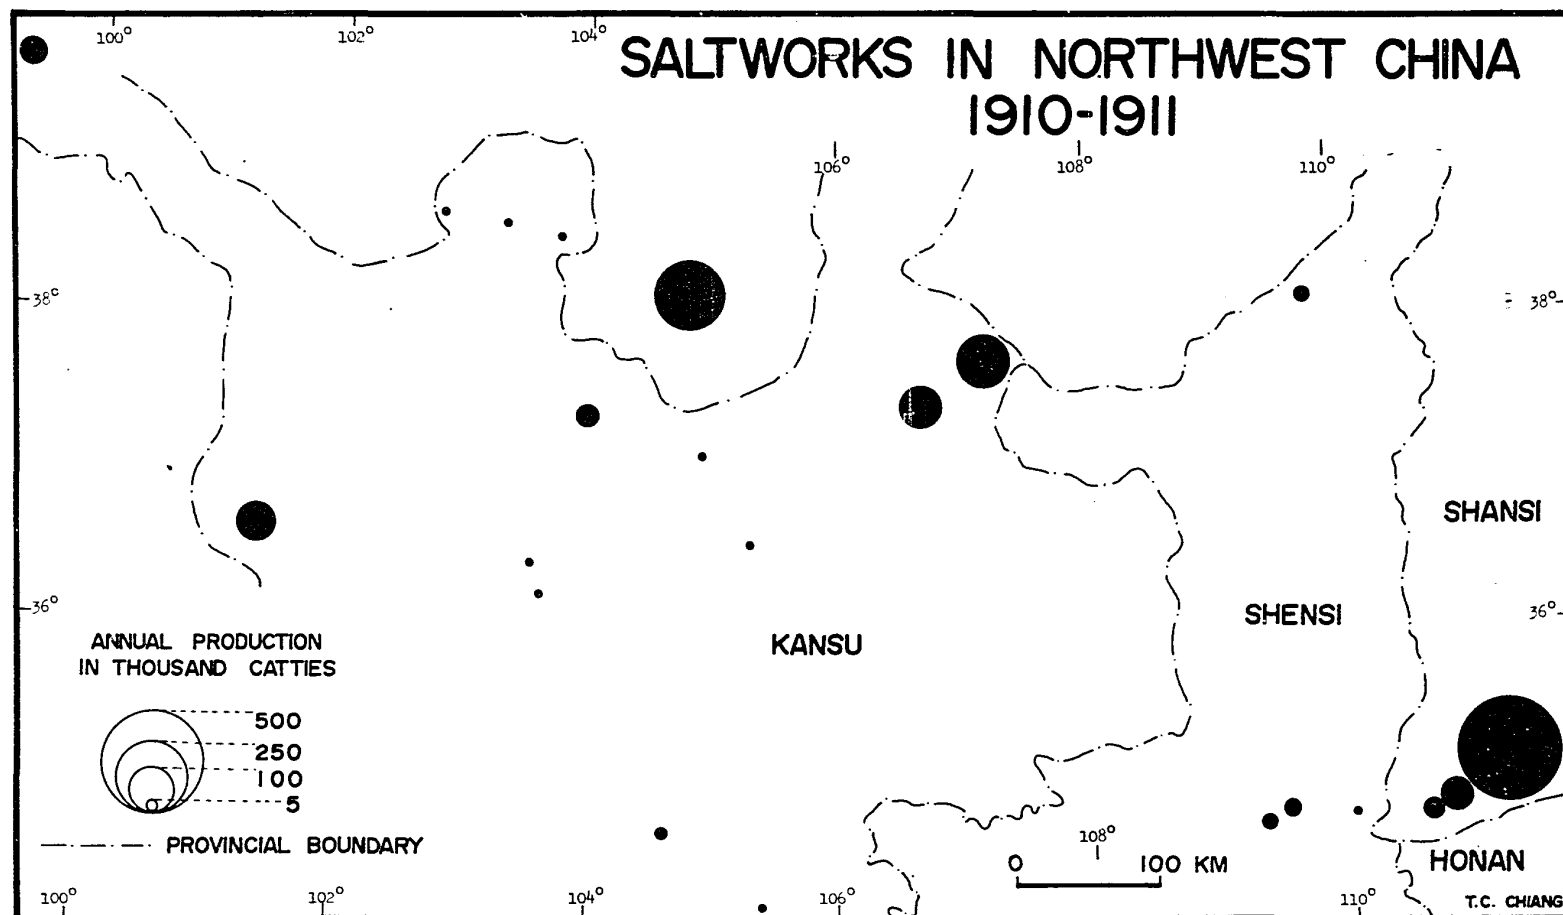 100° 102° 104°
SALTWORKS IN NORTHWEST CHINA
1910-1911
106° 108° 110°
38° 38°
SHANSI
36° 36°
SHENSI
KANSU
ANNUAL PRODUCTION
IN THOUSAND CATTIES
500
250
100
5
PROVINCIAL BOUNDARY
108°
0 100 KM
HONAN
100° 102° 104° 106° 110°
T.C. CHIANG